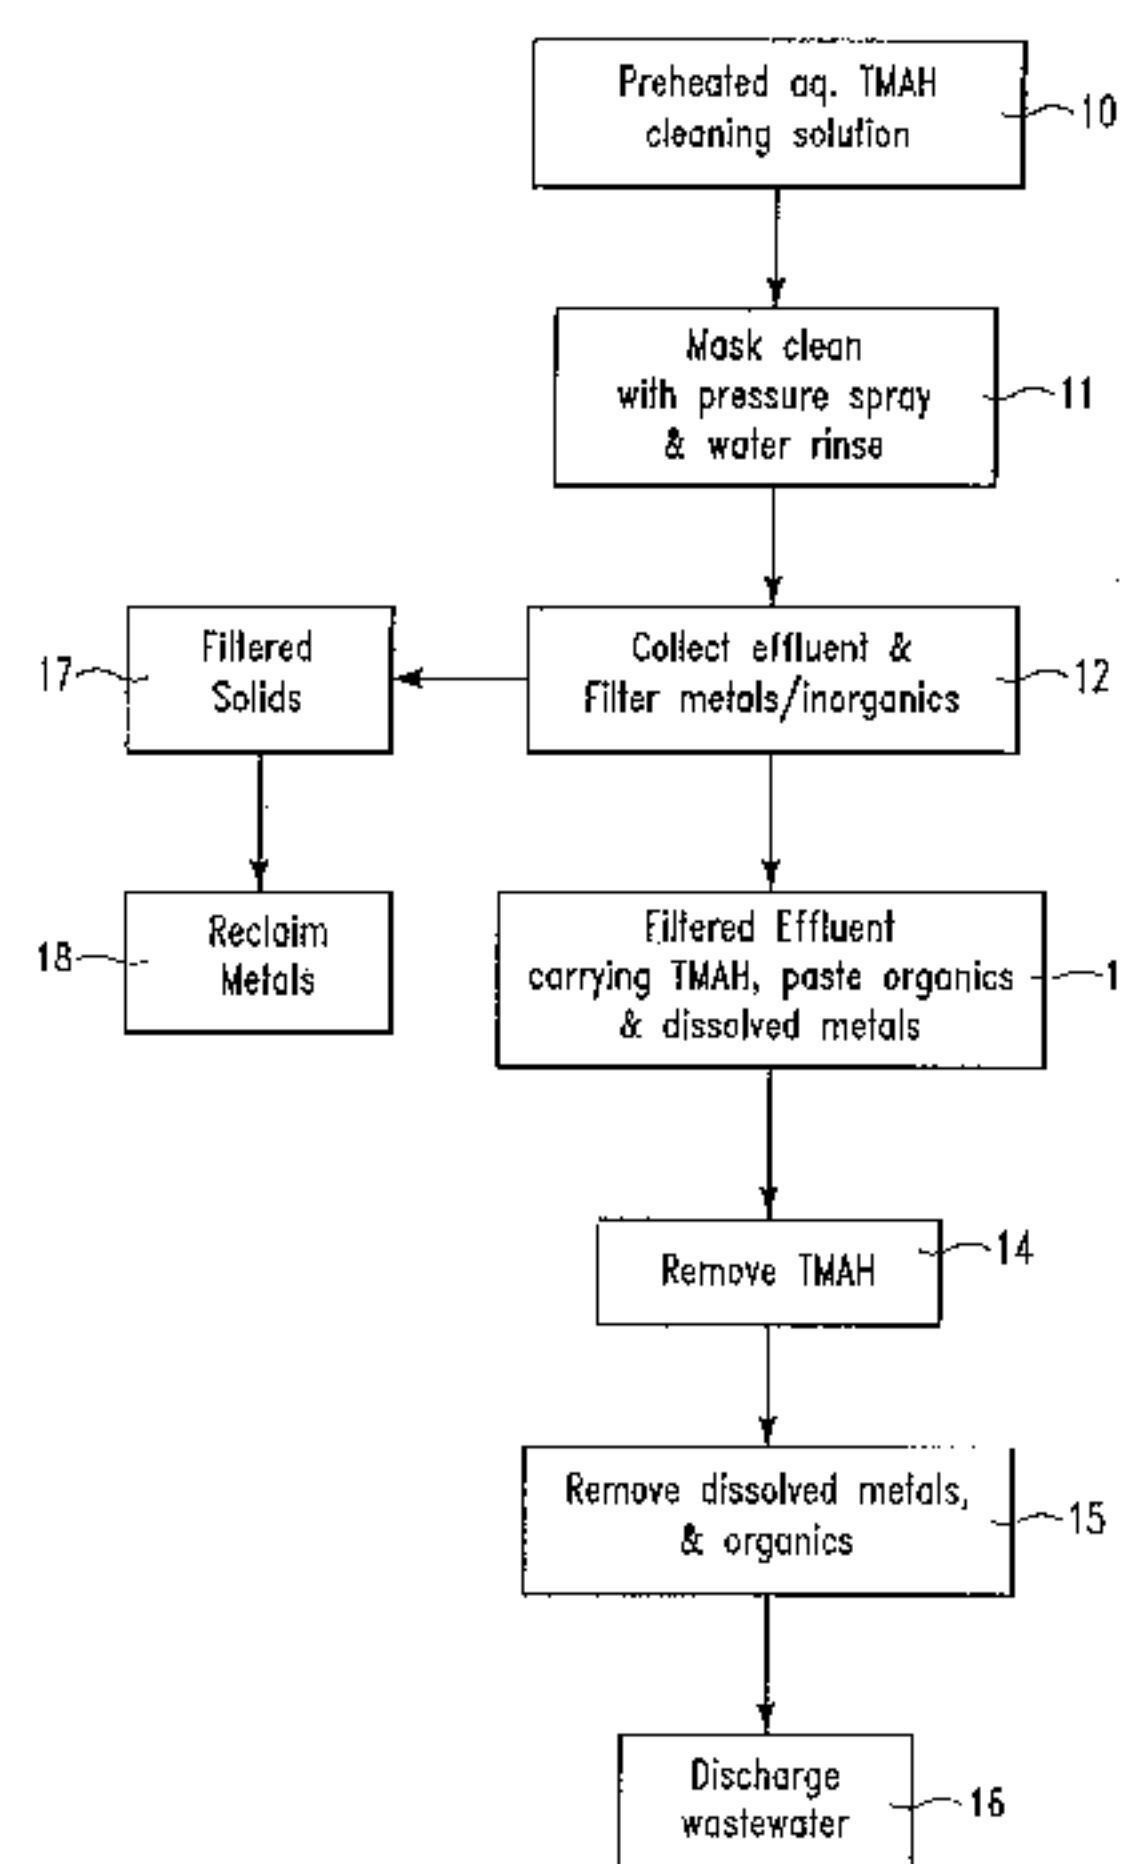 Preheated aq. TMAH
cleaning solution
10
Mask clean
with pressure spray
& water rinse
11
Filtered
Solids
17
Collect effluent &
Filter metals/inorganics
12
Reclaim
Metals
18
Filtered Effluent
carrying TMAH, paste organics
& dissolved metals
1
Remove TMAH
14
Remove dissolved metals,
& organics
15
Discharge
wastewater
16